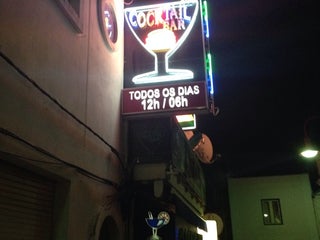 COCKTAIL
BAR
TODOS OS DIAS
12h / 06h